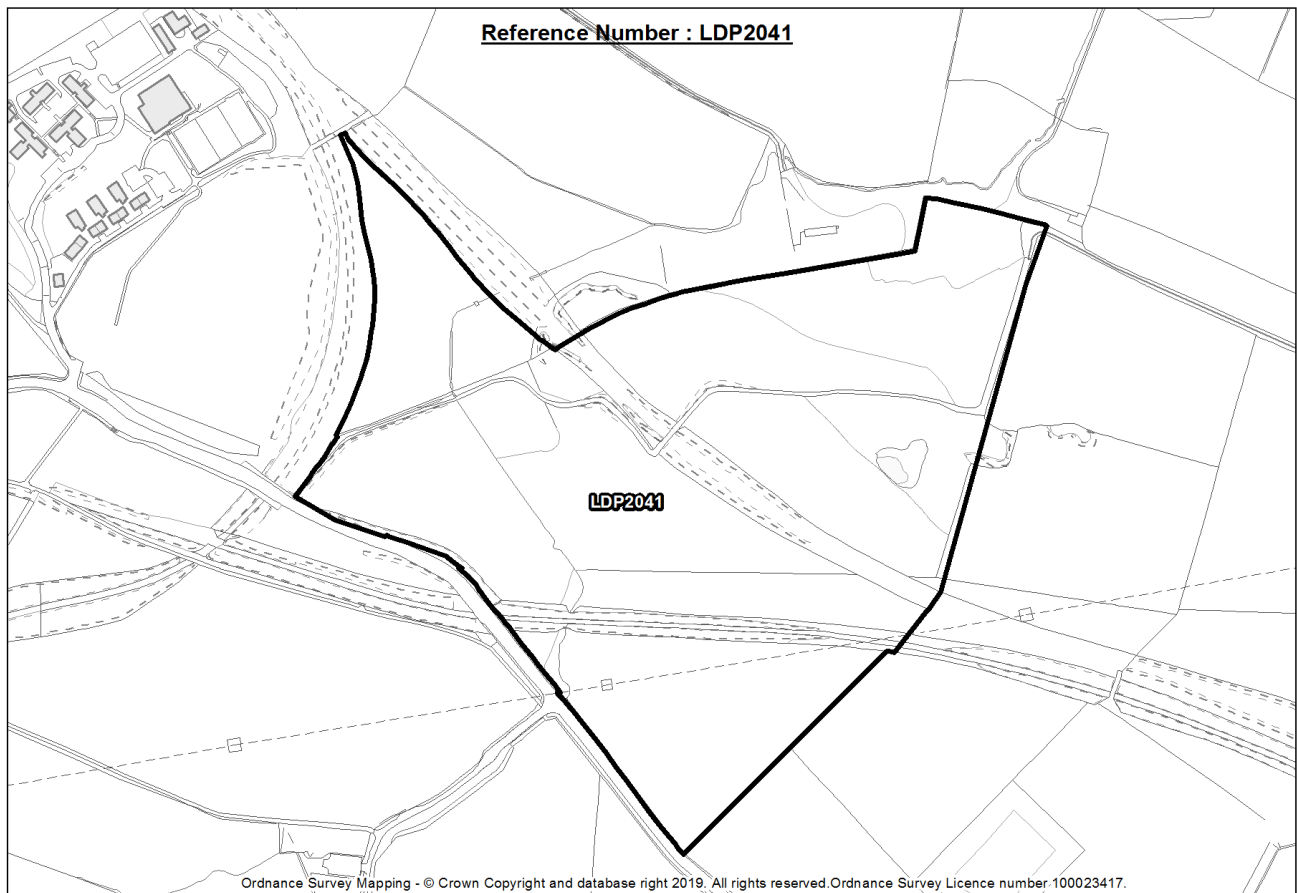 Reference Number : LDP2041
LDP2041
Ordnance Survey Mapping - © Crown Copyright and database right 2019. All rights reserved.Ordnance Survey Licence number 100023417.